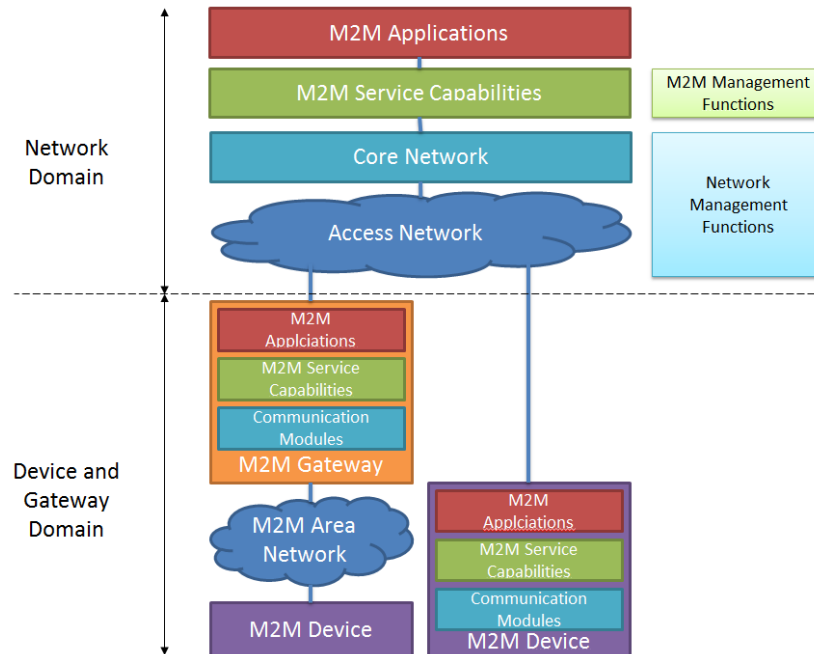 M2M Applications
M2M Service Capabilities
M2M Management
Functions
Core Network
Network
Domain
Network
Management
Functions
Access Network
M2M
Applciations
M2M Service
Capabilities
Communication
Modules
M2M Gateway
Device and
Gateway
Domain
M2M Area
Network
M2M Device
M2M
Applciations
M2M Service
Capabilities
Communication
Modules
M2M Device